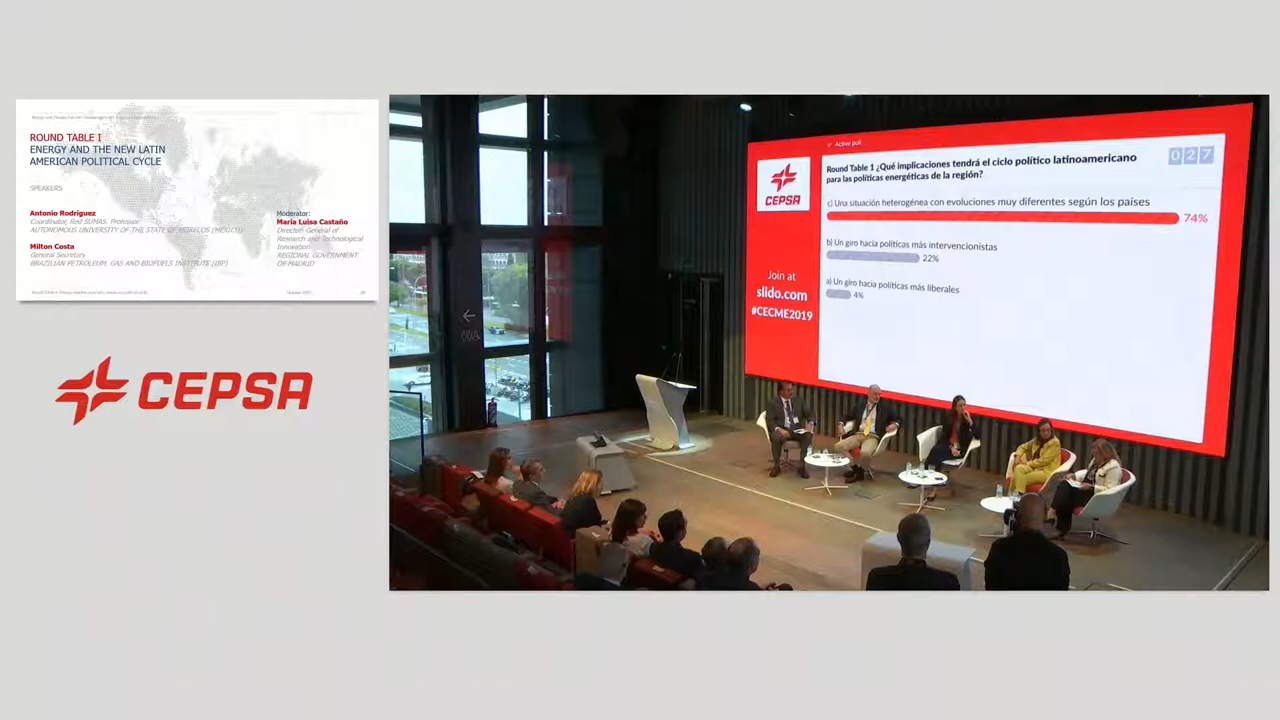 ROUND TABLE I
ENERGY AND THE NEW LATIN
AMERICAN POLITICAL CYCLE
SPEAKERS
Antonio Rodríguez
Coordinator, Red SUMAS. Professor
AUTONOMOUS UNIVERSITY OF THE STATE OF MORELOS (MEXICO)
Milton Costa
General Secretary
BRAZILIAN PETROLEUM, GAS AND BIOFUELS INSTITUTE (IBP)
Moderator:
María Luisa Castaño
Director General of
Research and Technological
Innovation
REGIONAL GOVERNMENT
OF MADRID
CEPSA
Active poll
Round Table 1 ¿Qué implicaciones tendrá el ciclo político latinoamericano
para las políticas energéticas de la región?
027
c) Una situación heterogénea con evoluciones muy diferentes según los países
74%
b) Un giro hacia políticas más intervencionistas
22%
a) Un giro hacia políticas más liberales
4%
CEPSA
Join at
slido.com
#CECME2019